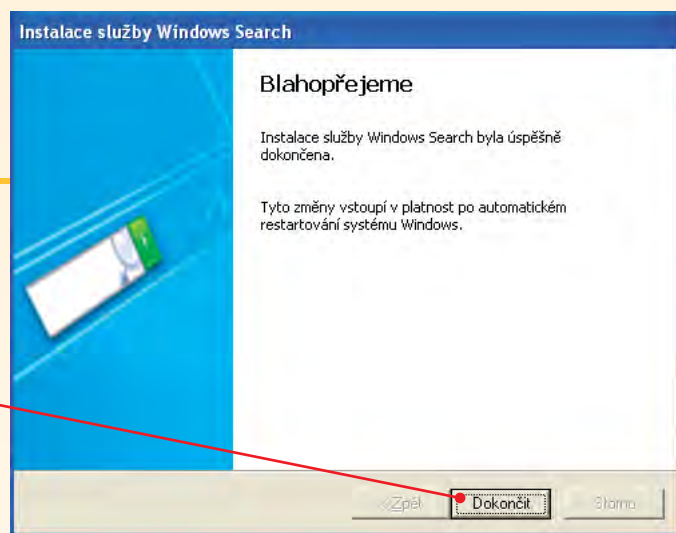 Instalace služby Windows Search
Blahopřejeme
Instalace služby Windows Search byla úspěšně
dokončena.
Tyto změny vstoupí v platnost po automatickém
restartování systému Windows.
< Zpět
Dokončit
Storno